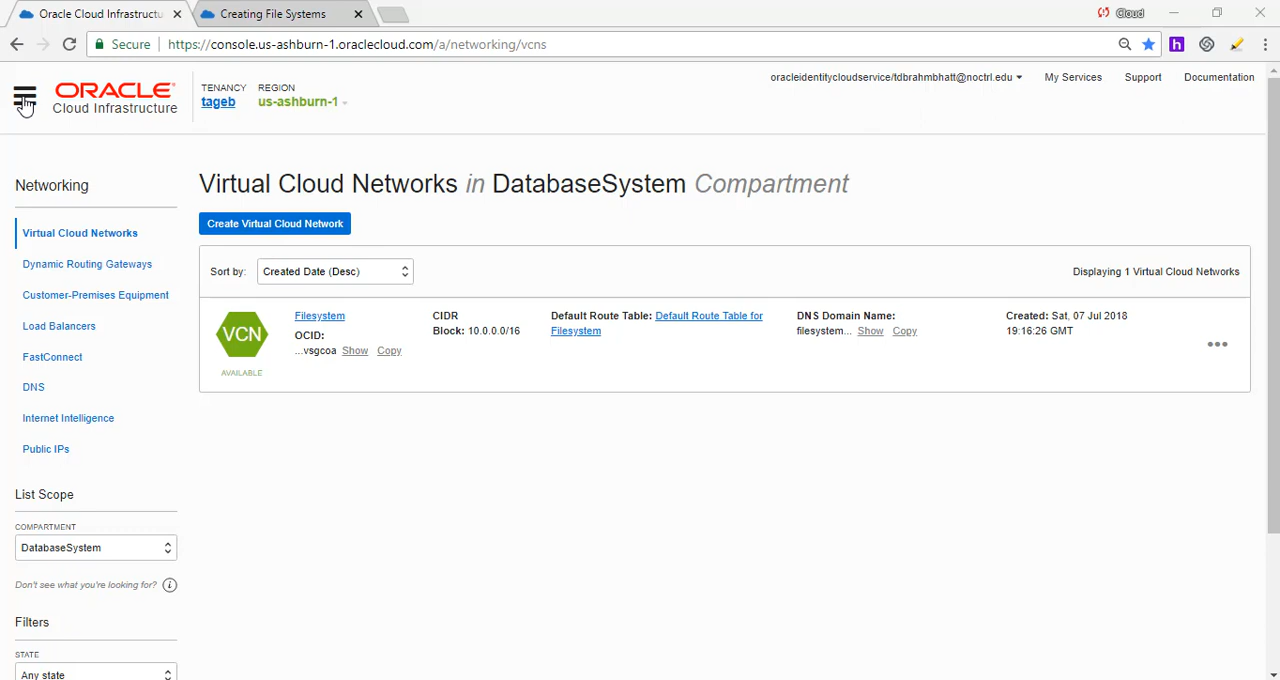 Oracle Cloud Infrastructu
Creating File Systems
Cloud
Secure
https://console.us-ashburn-1.oraclecloud.com/a/networking/vcns
h
ORACLE
Cloud Infrastructure
TENANCY
tageb
REGION
us-ashburn-1
oracleidentitycloudservice/tdbrahmbhatt@noctrl.edu
My Services
Support
Documentation
Networking
Virtual Cloud Networks
Dynamic Routing Gateways
Customer-Premises Equipment
Load Balancers
FastConnect
DNS
Internet Intelligence
Public IPs
List Scope
COMPARTMENT
DatabaseSystem
Don't see what you're looking for? i
Filters
STATE
Any state
Virtual Cloud Networks in DatabaseSystem Compartment
Create Virtual Cloud Network
Sort by: Created Date (Desc)
Displaying 1 Virtual Cloud Networks
VCN
AVAILABLE
Filesystem
OCID:
...vsgcoa Show Copy
CIDR
Block: 10.0.0.0/16
Default Route Table: Default Route Table for
Filesystem
DNS Domain Name:
filesystem... Show Copy
Created: Sat, 07 Jul 2018
19:16:26 GMT